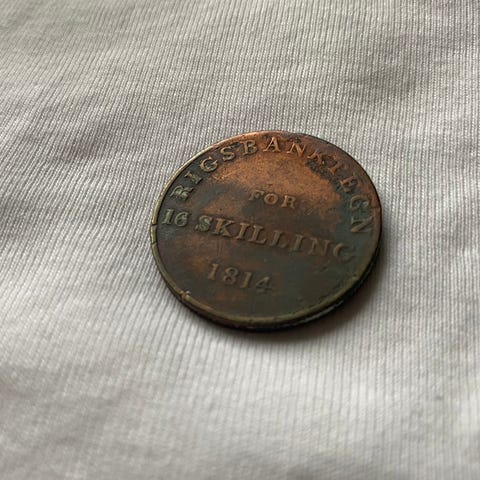 RIGSBANKTEGN
FOR
16 SKILLING
1814